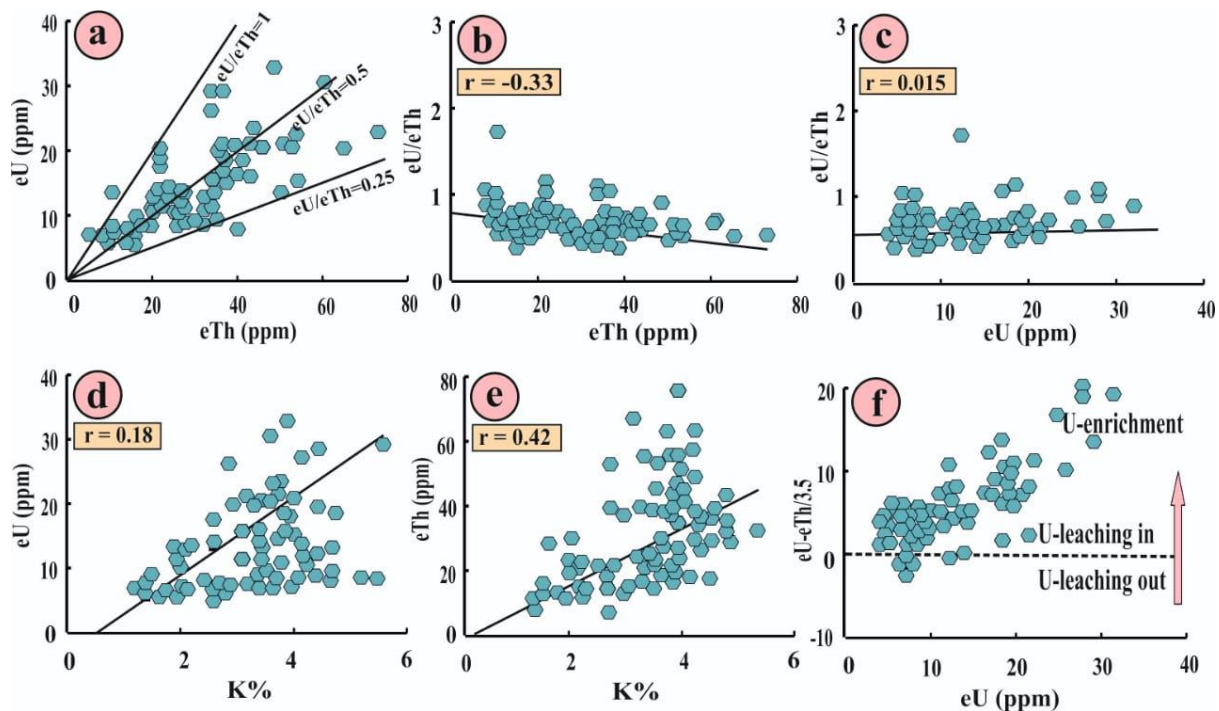 a
eU/eTh=1
eU/eTh=0.5
eU/eTh=0.25
40
30
20
10
0
eU (ppm)
0
20
40
60
80
eTh (ppm)
b
r = -0.33
3
2
1
0
eU/eTh
0
20
40
60
80
eTh (ppm)
c
r = 0.015
3
2
1
0
eU/eTh
0
10
20
30
40
eU (ppm)
d
r = 0.18
40
30
20
10
0
eU (ppm)
0
2
4
6
K%
e
r = 0.42
80
60
40
20
0
eTh (ppm)
0
2
4
6
K%
f
20
10
0
-10
eU-eTh/3.5
U-enrichment
U-leaching in
U-leaching out
0
10
20
30
40
eU (ppm)